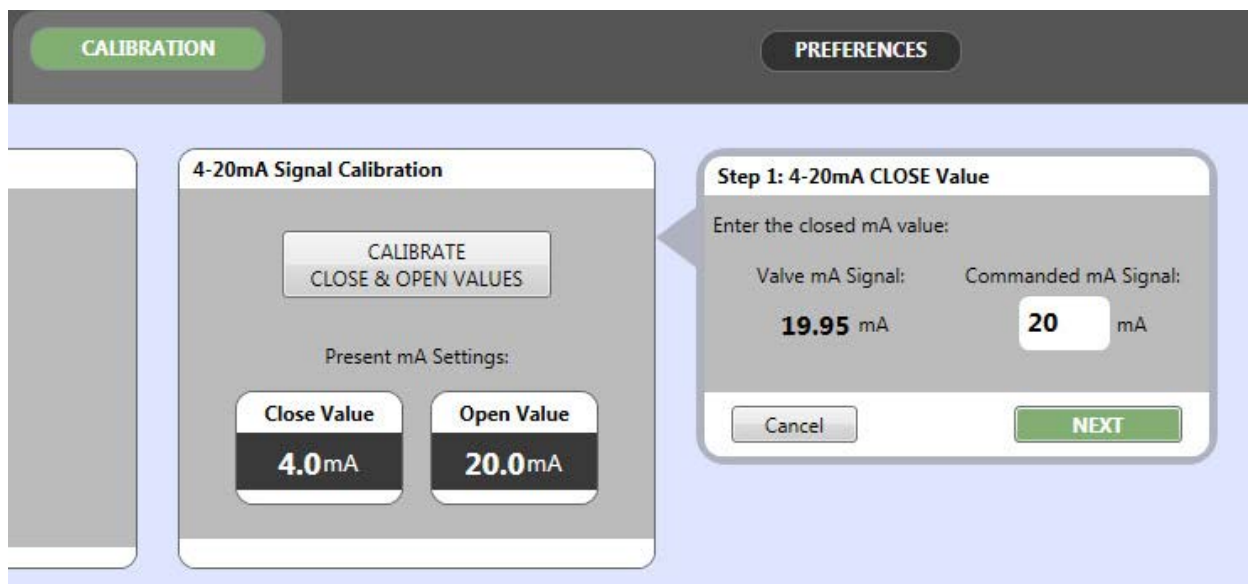 CALIBRATION
PREFERENCES
4-20mA Signal Calibration
CALIBRATE
CLOSE & OPEN VALUES
Present mA Settings:
Close Value
Open Value
4.0mA
20.0mA
Step 1: 4-20mA CLOSE Value
Enter the closed mA value:
Valve mA Signal:
Commanded mA Signal:
19.95 mA
20 mA
Cancel
NEXT